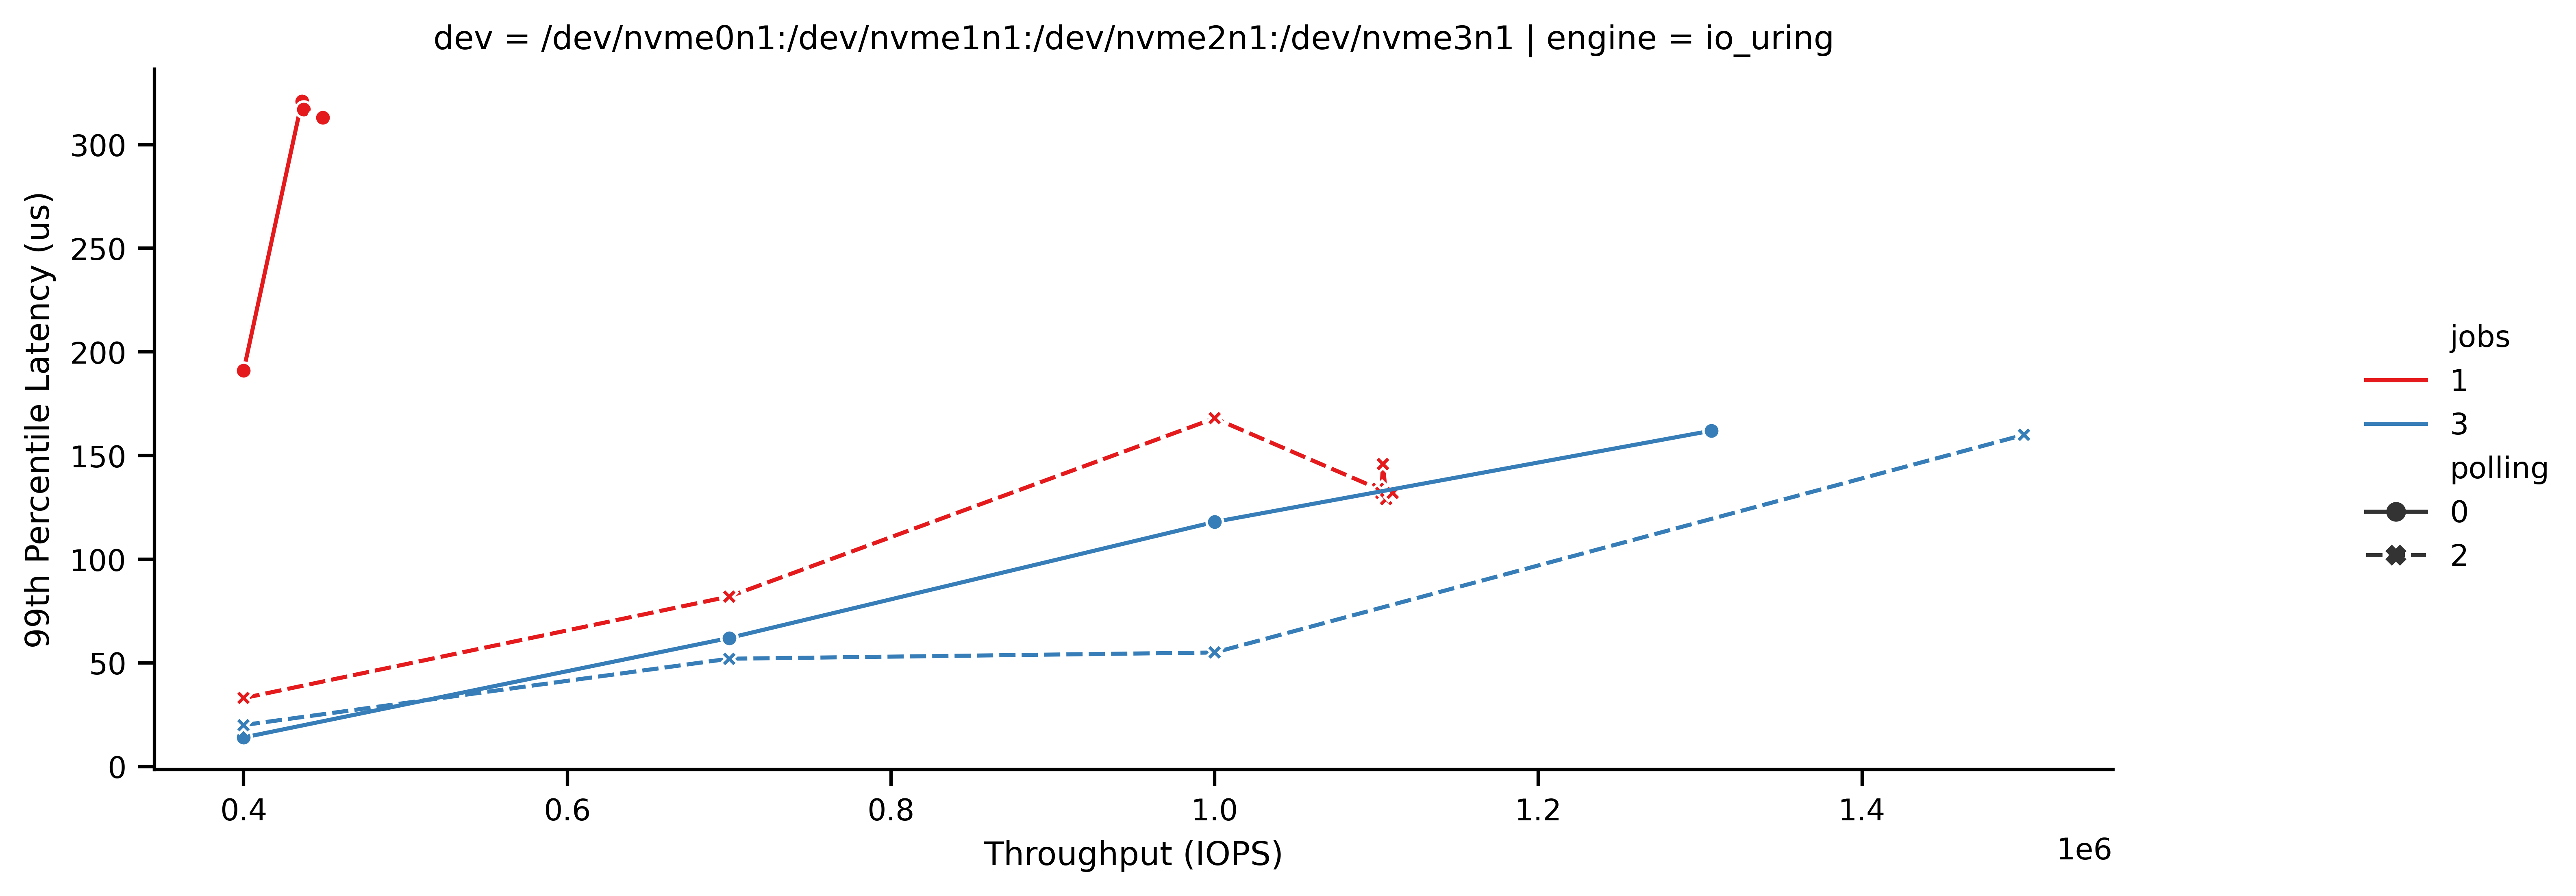 dev = /dev/nvme0n1:/dev/nvme1n1:/dev/nvme2n1:/dev/nvme3n1 | engine = io_uring
99th Percentile Latency (us)
300
250
200
150
100
50
0
0.4 0.6 0.8 1.0 1.2 1.4
1e6
Throughput (IOPS)
jobs
1
3
polling
0
2